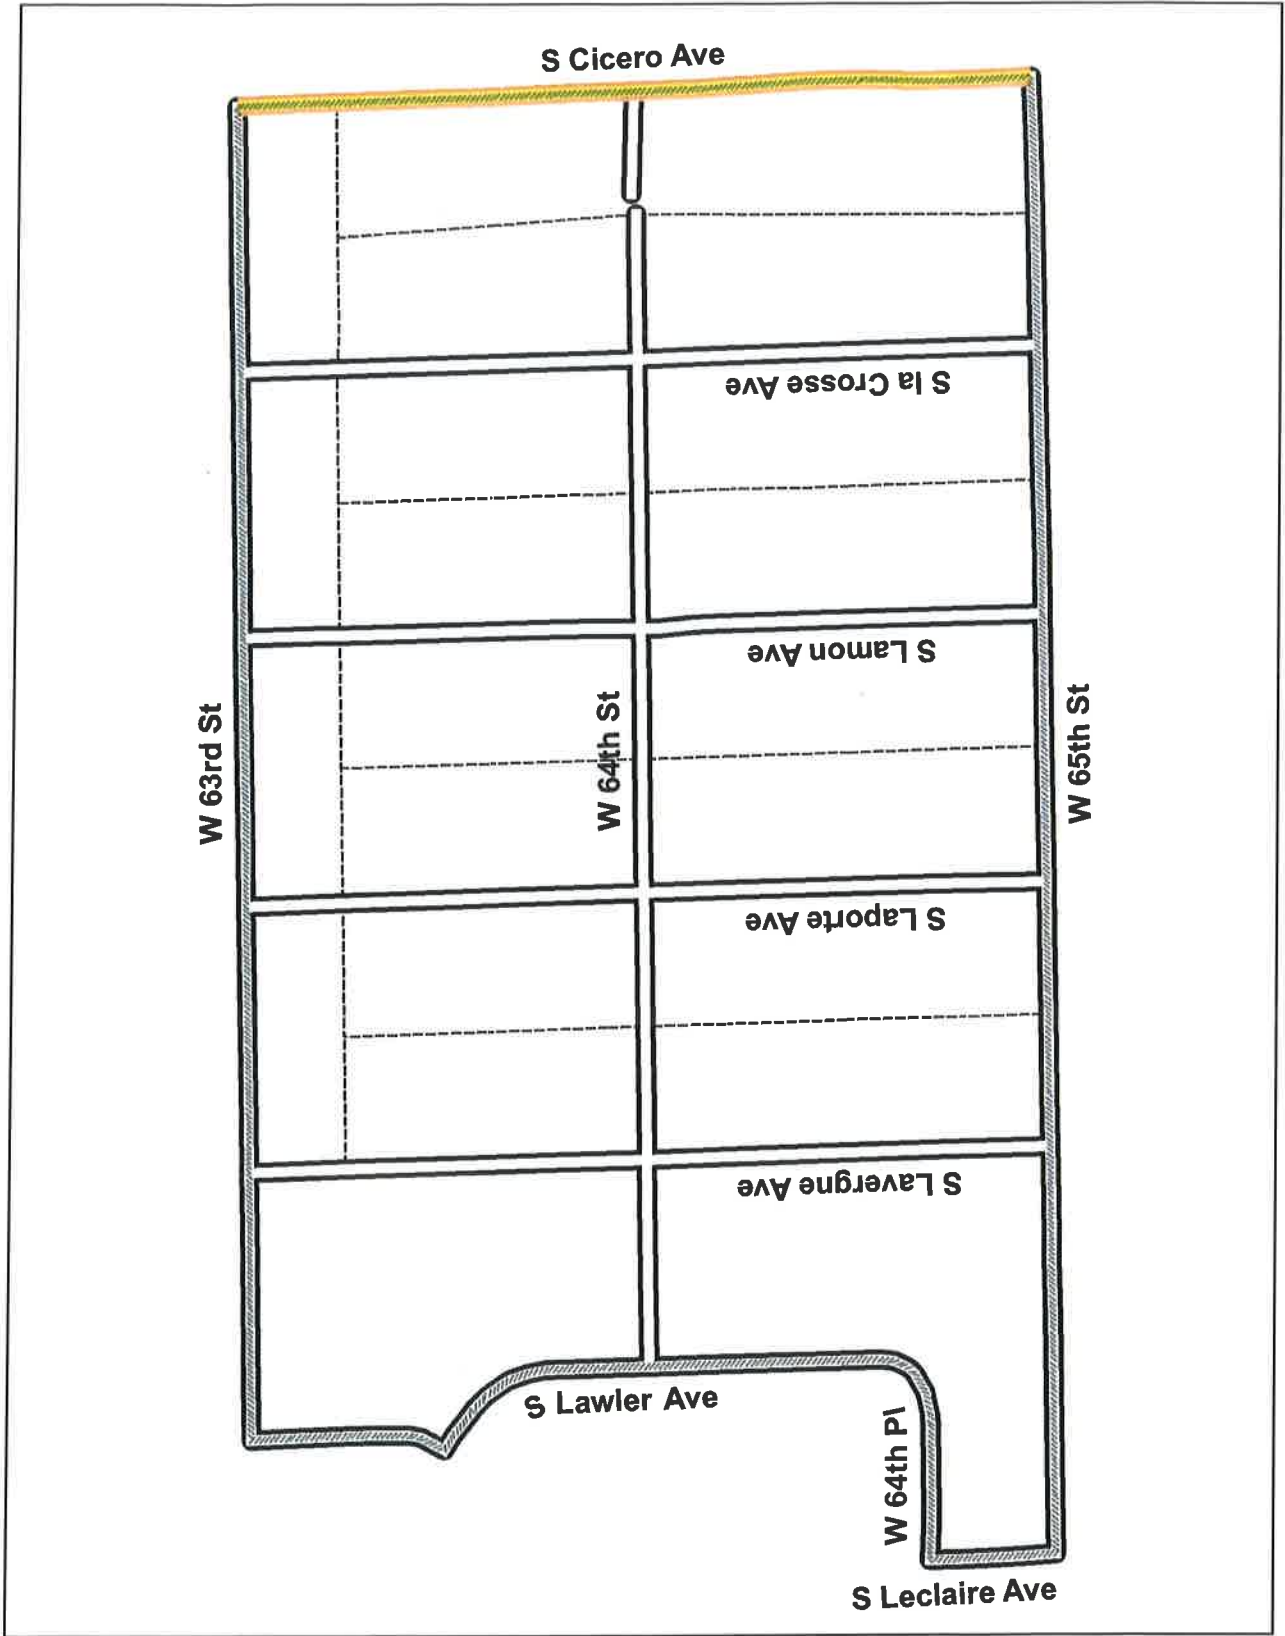 S Cicero Ave
S la Crosse Ave
S Lamon Ave
W 63rd St
W 64th St
W 65th St
S Laporte Ave
S Lavergne Ave
S Lawler Ave
W 64th Pl
S Leclaire Ave